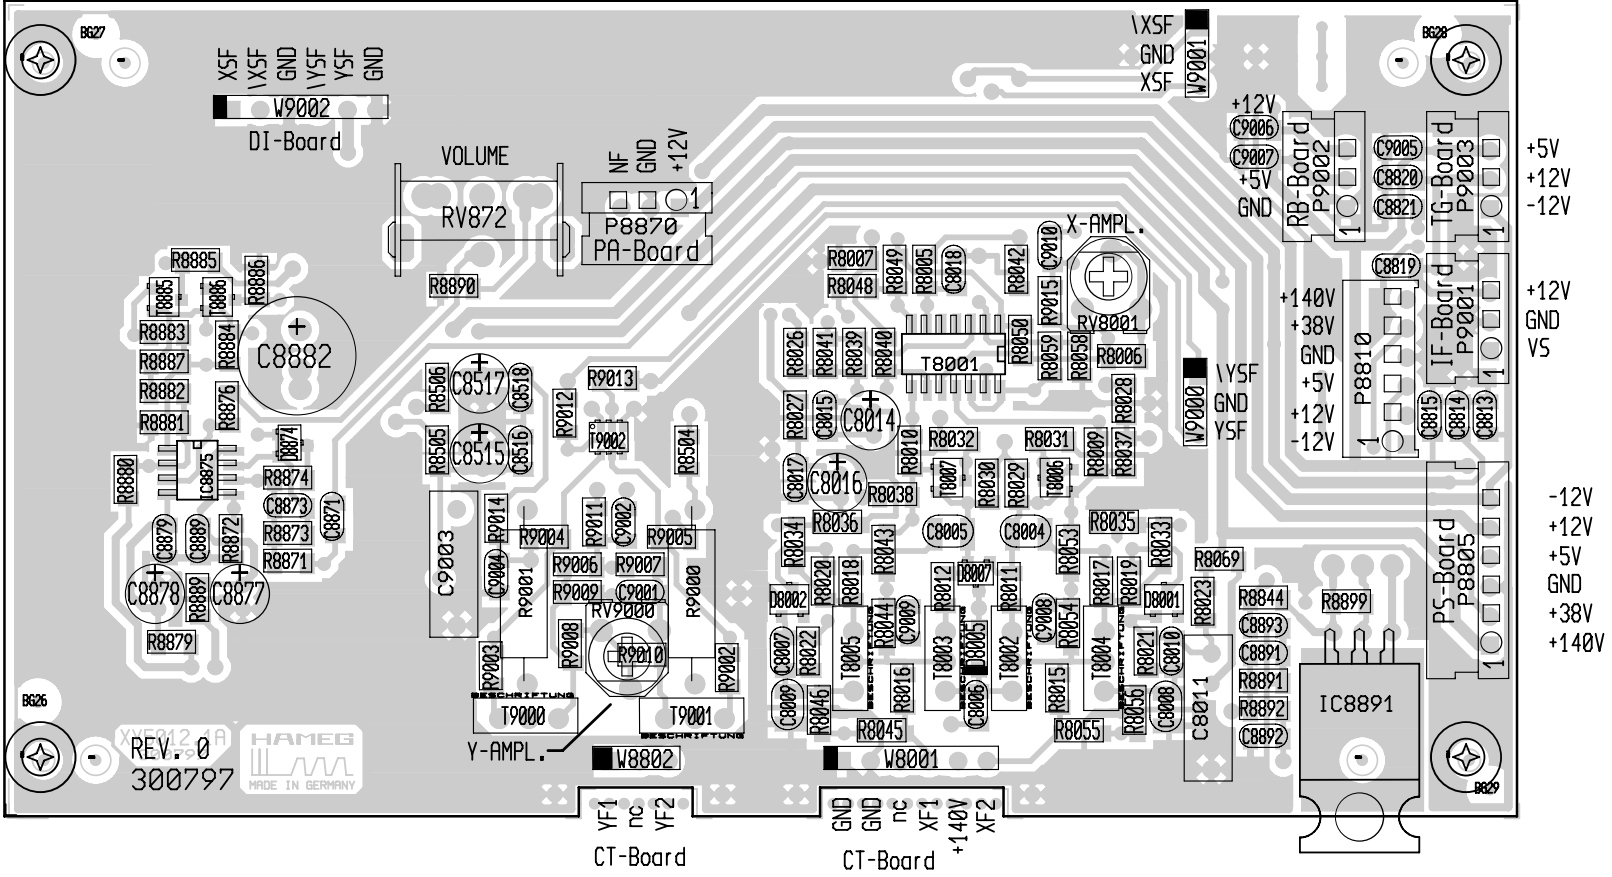 BG27
XSF
\XSF
GND
\YSF
YSF
GND
W9002
DI-Board
VOLUME
RV872
NF
GND
+12V
1
P8870
PA-Board
\XSF
GND
XSF
W9001
BG28
+12V
C9006
C9007
+5V
GND
RB-Board
P9002
1
C9005
C8820
C8821
TG-Board
P9003
1
+5V
+12V
-12V
C8819
IF-Board
P9001
1
+12V
GND
VS
+140V
+38V
GND
+5V
+12V
-12V
P8810
1
C8815
C8814
C8813
PS-Board
P8805
1
-12V
+12V
+5V
GND
+38V
+140V
R8885
T8885
T8886
R8886
R8883
R8884
R8887
R8882
R8881
R8876
C8882
R8880
IC8875
D8874
R8874
C8873
R8873
R8871
C8871
C8879
C8889
R8872
C8878
R8889
C8877
R8879
R8890
R8506
C8517
C8518
R8505
C8515
C8516
R9013
R9012
T9002
R8504
C9003
R9014
C9004
R9004
R9001
R9011
C9002
R9005
R9006
R9007
R9009
C9001
RV9000
R9000
R9008
R9010
R9003
R9002
BESCHRIFTUNG
T9000
T9001
BESCHRIFTUNG
Y-AMPL.
W8802
YF1
nc
YF2
CT-Board
R8007
R8048
R8049
R8005
C8018
R8042
C9010
R9015
X-AMPL.
RV8001
R8026
R8041
R8039
R8040
T8001
R8050
R8059
R8058
R8006
R8027
C8015
C8014
R8010
R8032
R8031
R8028
R8009
R8037
\YSF
GND
YSF
W9000
C8017
C8016
R8038
T8007
R8030
R8029
T8006
R8034
R8036
R8043
C8005
C8004
R8053
R8035
R8033
R8069
D8002
R8020
R8018
R8012
D8007
R8011
R8017
R8019
D8001
R8023
R8044
C9009
C9008
R8054
C8007
R8022
T8005
BESCHRIFTUNG
T8003
BESCHRIFTUNG
D8005
T8002
T8004
BESCHRIFTUNG
R8021
C8010
C8009
R8046
R8016
C8006
R8015
R8056
C8008
C8011
R8045
R8055
W8001
GND
GND
nc
XF1
+140V
XF2
CT-Board
R8844
C8893
C8891
R8891
R8892
C8892
R8899
IC8891
BG26
XY5012.1A
REV. 0
300797
HAMEG
MADE IN GERMANY
BG29